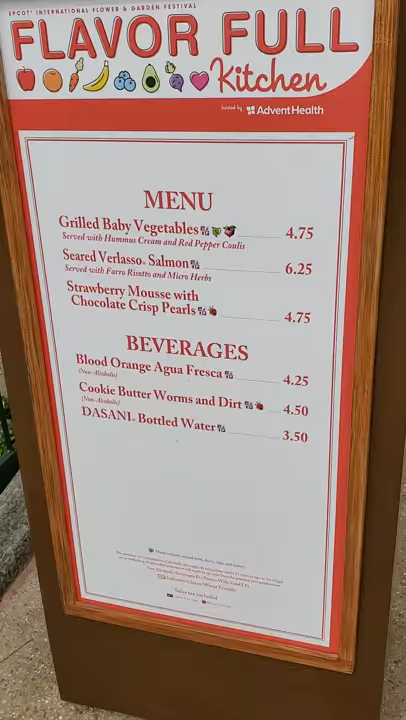 EPCOT® INTERNATIONAL FLOWER & GARDEN FESTIVAL
FLAVOR FULL
Kitchen
hosted by AdventHealth
MENU
Grilled Baby Vegetables 4.75
Served with Hummus Cream and Red Pepper Coulis
Seared Verlasso® Salmon 6.25
Served with Farro Risotto and Micro Herbs
Strawberry Mousse with
Chocolate Crisp Pearls 4.75
BEVERAGES
Blood Orange Agua Fresca 4.25
(Non-Alcoholic)
Cookie Butter Worms and Dirt 4.50
(Non-Alcoholic)
DASANI® Bottled Water 3.50